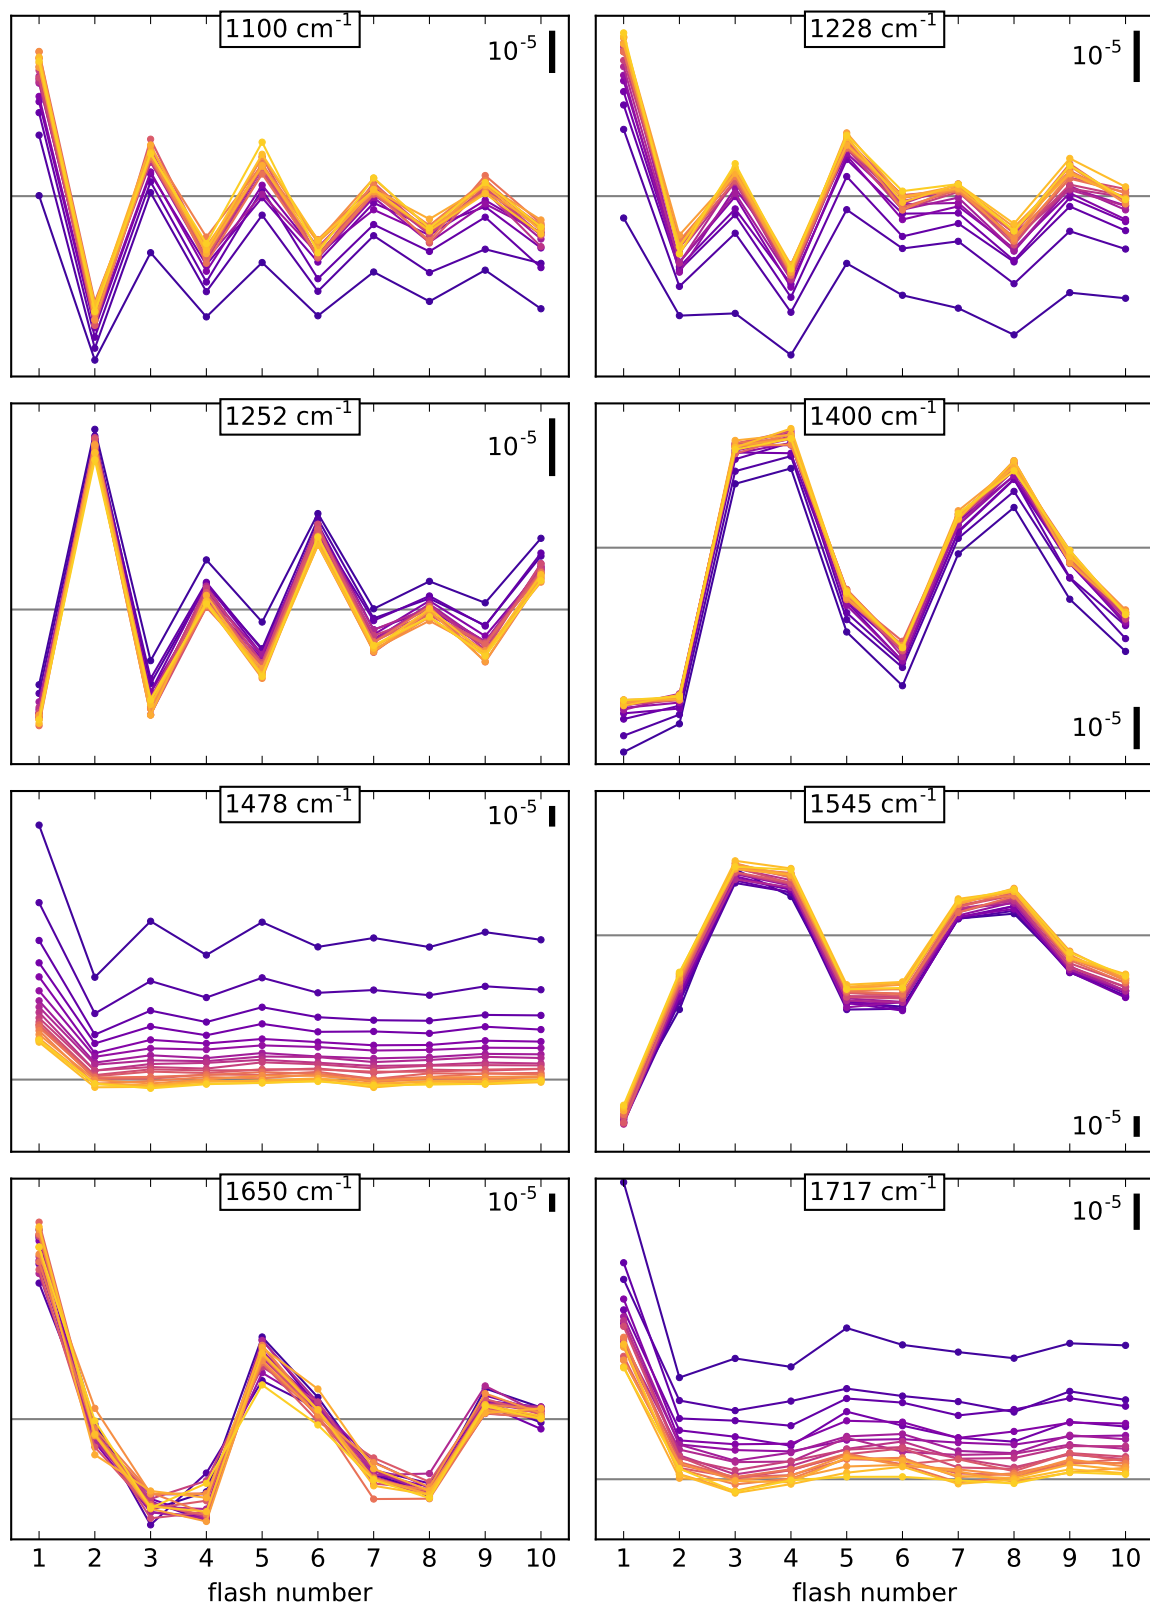 1100 cm⁻¹
10⁻⁵
1228 cm⁻¹
10⁻⁵
1252 cm⁻¹
10⁻⁵
1400 cm⁻¹
10⁻⁵
1478 cm⁻¹
10⁻⁵
1545 cm⁻¹
10⁻⁵
1650 cm⁻¹
10⁻⁵
1717 cm⁻¹
10⁻⁵
1 2 3 4 5 6 7 8 9 10
flash number
1 2 3 4 5 6 7 8 9 10
flash number